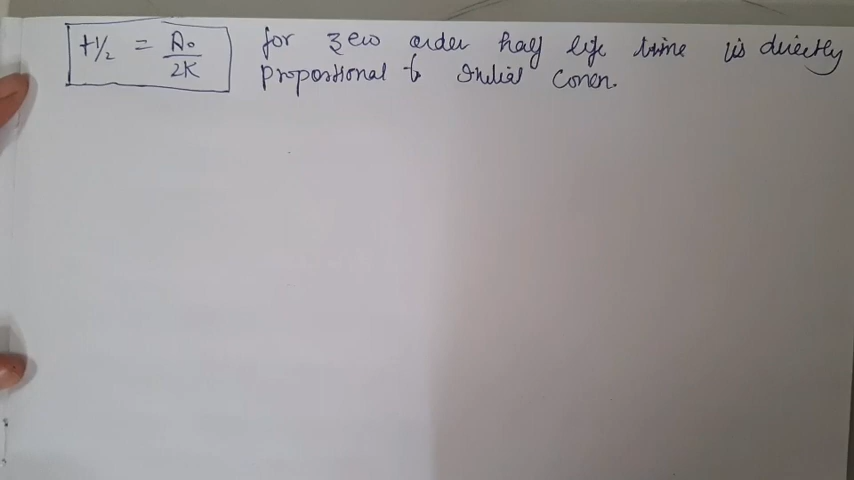 t1/2 = A0/2K for zero order half life time is directly
proportional to Initial Concn.